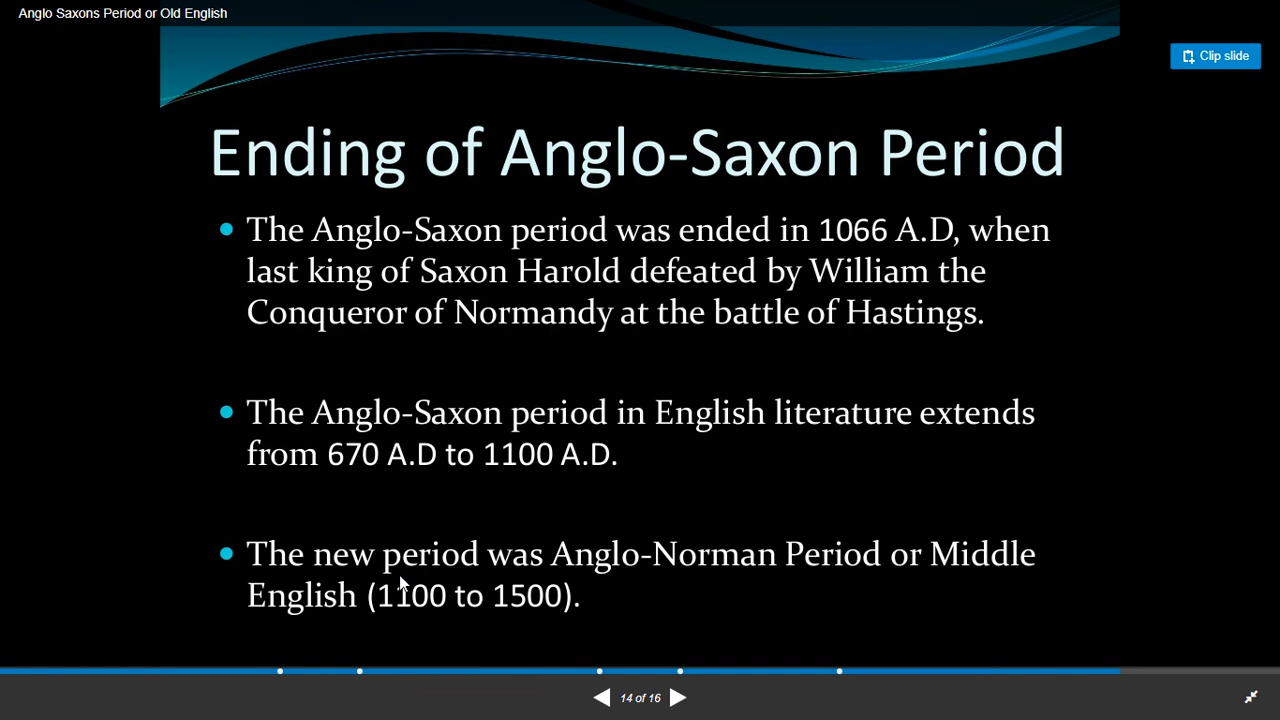 Anglo Saxons Period or Old English
Clip slide
Ending of Anglo-Saxon Period
• The Anglo-Saxon period was ended in 1066 A.D, when
last king of Saxon Harold defeated by William the
Conqueror of Normandy at the battle of Hastings.
• The Anglo-Saxon period in English literature extends
from 670 A.D to 1100 A.D.
• The new period was Anglo-Norman Period or Middle
English (1100 to 1500).
14 of 16